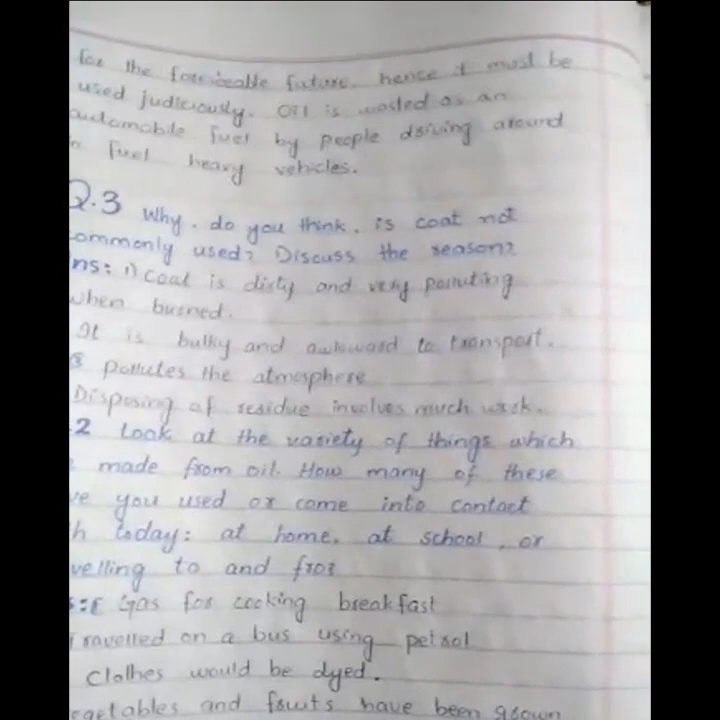 for the foreseeable future. hence it must be
used judiciously. Oil is wasted as an
automobile fuel by people driving around
n fuel heavy vehicles.
Q.3 Why. do you think. is coat not
ommonly used? Discuss the reason?
ns: 1) Coal is dirty and very polluting
when burned.
It is bulky and awkward to transport.
3 Pollutes the atmosphere
Disposing of residue involves much work.
.2 Look at the variety of things which
e made from oil. How many of these
ve you used or come into contact
h today: at home. at school, or
velling to and fro?
s: Gas for cooking breakfast
Travelled on a bus using petrol
Clothes would be dyed.
egetables and fruits have been grown